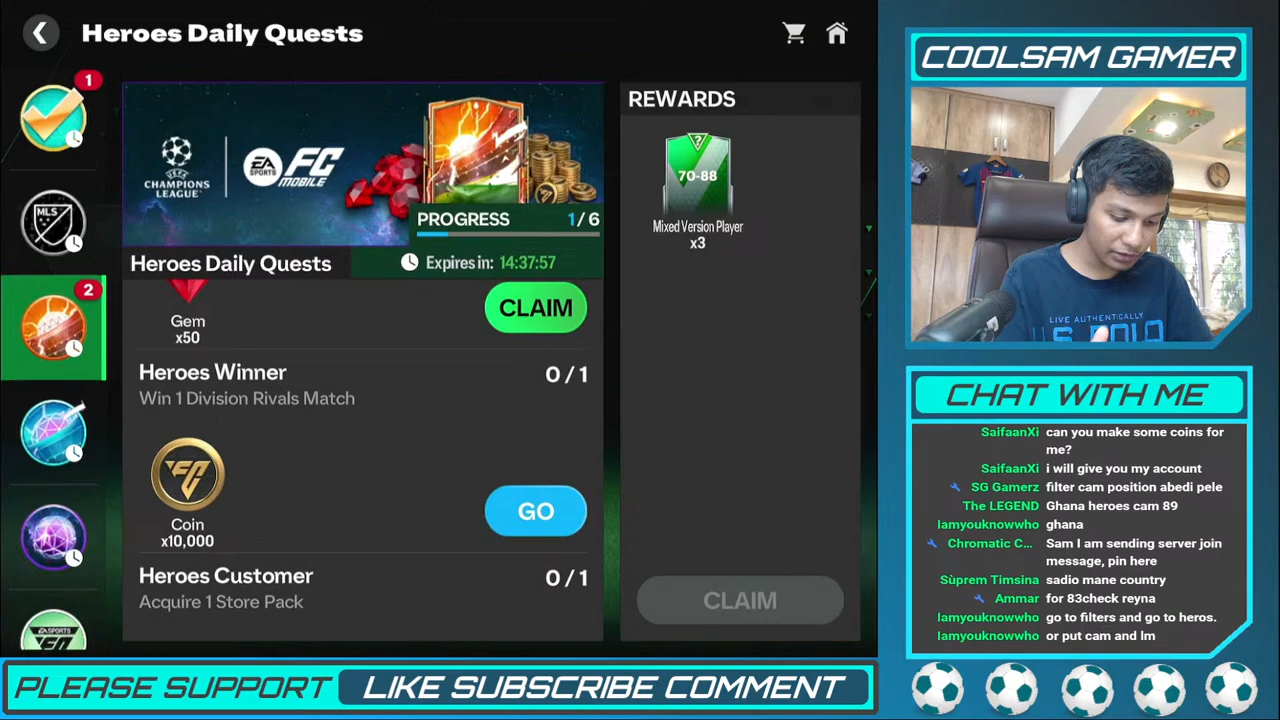 Heroes Daily Quests
1
MLS
2
UEFA
CHAMPIONS
LEAGUE
EA
SPORTS
FC
MOBILE
PROGRESS 1/6
Heroes Daily Quests
Expires in: 14:37:57
Gem
x50
CLAIM
Heroes Winner 0/1
Win 1 Division Rivals Match
Coin
x10,000
GO
Heroes Customer 0/1
Acquire 1 Store Pack
REWARDS
?
70-88
Mixed Version Player
x3
CLAIM
EA SPORTS
COOLSAM GAMER
LIVE AUTHENTICALLY
U.S. POLO
CHAT WITH ME
SaifaanXi can you make some coins for
me?
SaifaanXi i will give you my account
SG Gamerz filter cam position abedi pele
The LEGEND Ghana heroes cam 89
Iamyouknowwho ghana
Chromatic C... Sam I am sending server join
message, pin here
Sùprem Timsina sadio mane country
Ammar for 83check reyna
Iamyouknowwho go to filters and go to heros.
Iamyouknowwho or put cam and lm
PLEASE SUPPORT LIKE SUBSCRIBE COMMENT